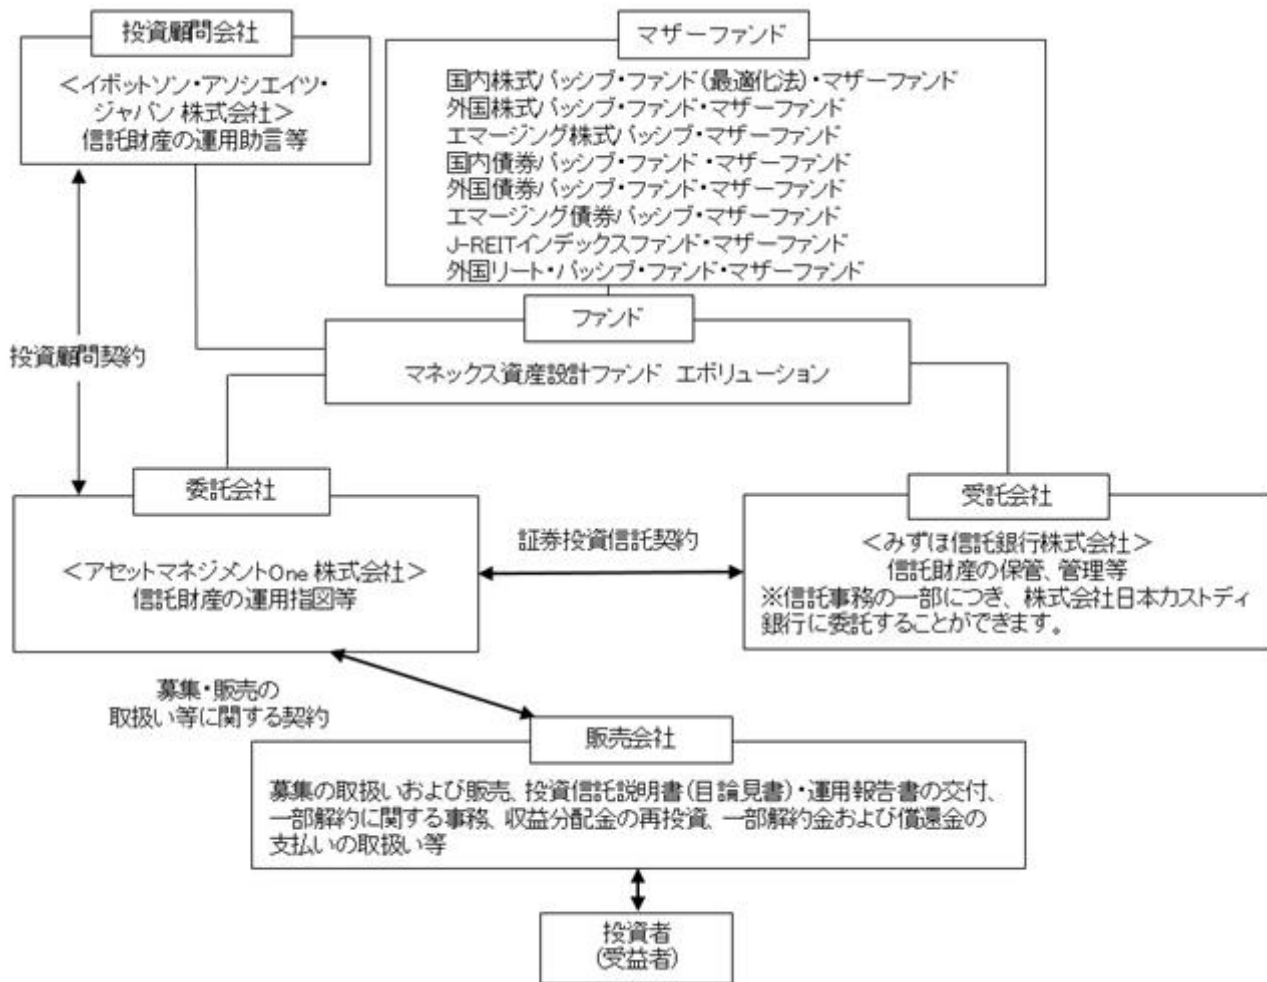 投資顧問会社
<イボットソン・アソシエイツ・
ジャパン 株式会社>
信託財産の運用助言等
マザーファンド
国内株式パッシブ・ファンド(最適化法)・マザーファンド
外国株式パッシブ・ファンド・マザーファンド
エマージング株式パッシブ・マザーファンド
国内債券パッシブ・ファンド・マザーファンド
外国債券パッシブ・ファンド・マザーファンド
エマージング債券パッシブ・マザーファンド
J-REITインデックスファンド・マザーファンド
外国リート・パッシブ・ファンド・マザーファンド
ファンド
マネックス資産設計ファンド エボリューション
投資顧問契約
委託会社
<アセットマネジメントOne 株式会社>
信託財産の運用指図等
証券投資信託契約
受託会社
<みずほ信託銀行株式会社>
信託財産の保管、管理等
※信託事務の一部につき、株式会社日本カストディ
銀行に委託することができます。
募集・販売の
取扱い等に関する契約
販売会社
募集の取扱いおよび販売、投資信託説明書(目論見書)・運用報告書の交付、
一部解約に関する事務、収益分配金の再投資、一部解約金および償還金の
支払いの取扱い等
投資者
(受益者)